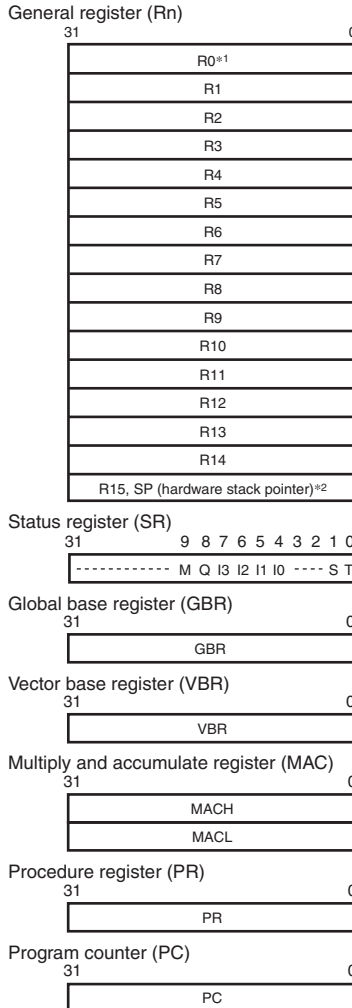 General register (Rn)
31 0
R0*1
R1
R2
R3
R4
R5
R6
R7
R8
R9
R10
R11
R12
R13
R14
R15, SP (hardware stack pointer)*2
Status register (SR)
31 9 8 7 6 5 4 3 2 1 0
------------ M Q I3 I2 I1 I0 ---- S T
Global base register (GBR)
31 0
GBR
Vector base register (VBR)
31 0
VBR
Multiply and accumulate register (MAC)
31 0
MACH
MACL
Procedure register (PR)
31 0
PR
Program counter (PC)
31 0
PC